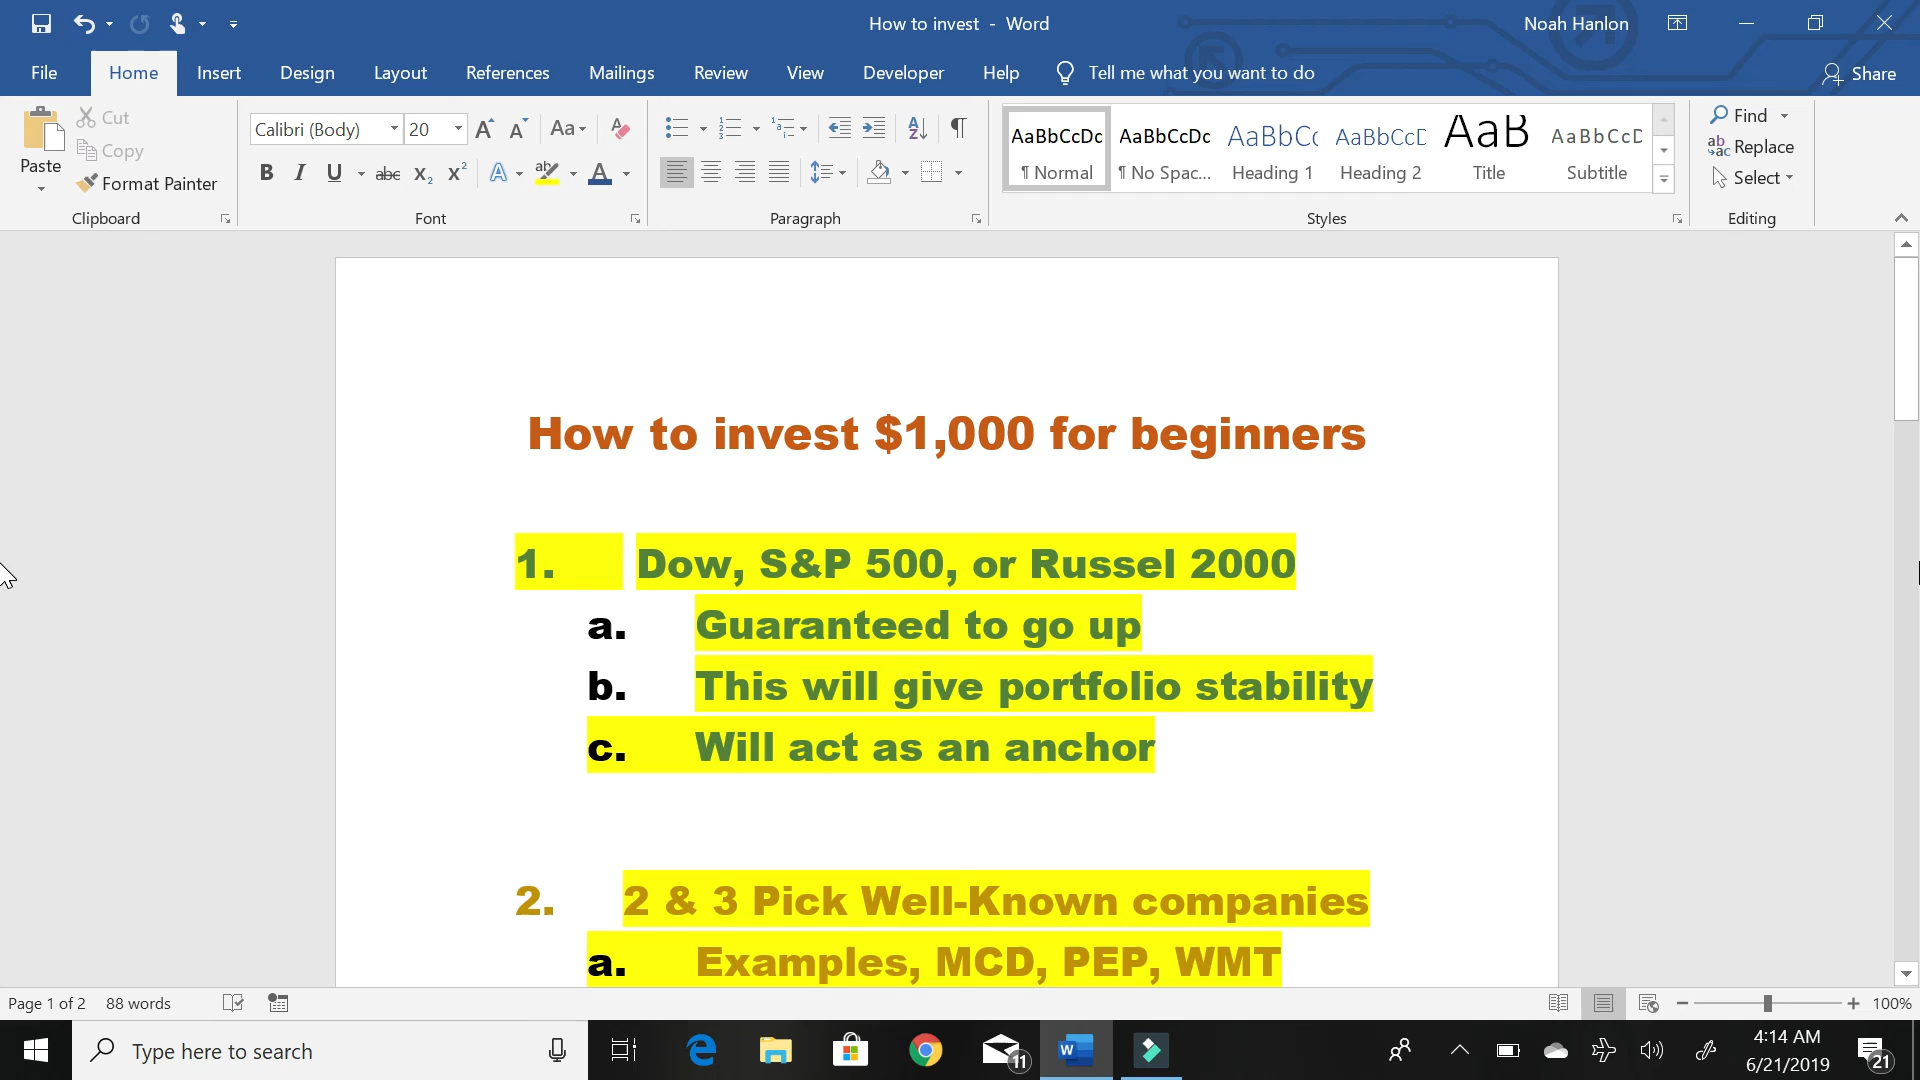 How to invest - Word
Noah Hanlon
File Home Insert Design Layout References Mailings Review View Developer Help Tell me what you want to do Share
Paste
Cut
Copy
Format Painter
Clipboard
Calibri (Body) 20
Font
Paragraph
AaBbCcDc AaBbCcDc AaBbCc AaBbCcD AaB AaBbCcD
¶ Normal ¶ No Spac... Heading 1 Heading 2 Title Subtitle
Styles
Find
Replace
Select
Editing
How to invest $1,000 for beginners
1. Dow, S&P 500, or Russel 2000
a. Guaranteed to go up
b. This will give portfolio stability
c. Will act as an anchor
2. 2 & 3 Pick Well-Known companies
a. Examples, MCD, PEP, WMT
Page 1 of 2 88 words 100%
Type here to search
11
4:14 AM
6/21/2019
21